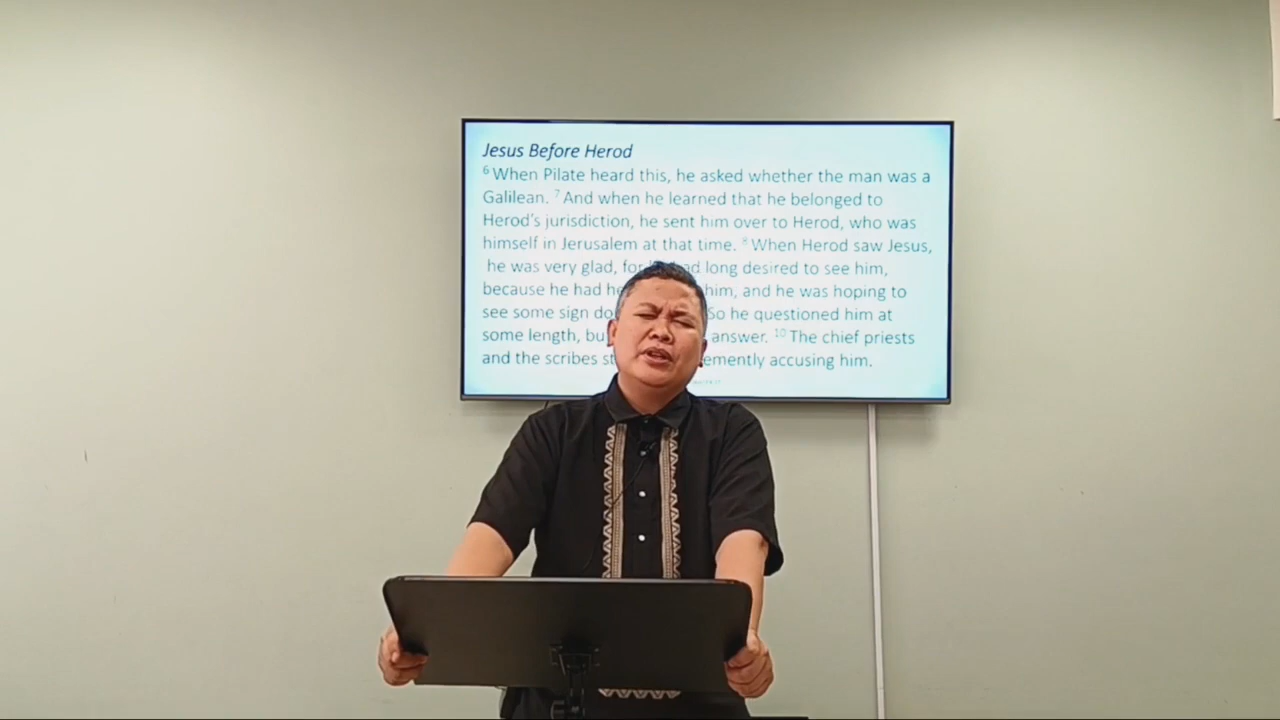 Jesus Before Herod
6 When Pilate heard this, he asked whether the man was a
Galilean. 7 And when he learned that he belonged to
Herod's jurisdiction, he sent him over to Herod, who was
himself in Jerusalem at that time. 8 When Herod saw Jesus,
he was very glad, for had long desired to see him,
because he had him, and he was hoping to
see some sign So he questioned him at
some length, answer. 10 The chief priests
and the scribes accusing him.